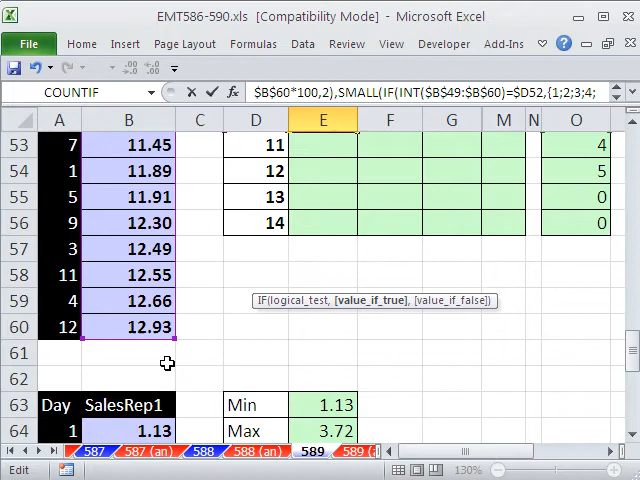 EMT586-590.xls [Compatibility Mode] - Microsoft Excel
File Home Insert Page Layout Formulas Data Review View Developer Add-Ins
COUNTIF fx $B$60*100,2),SMALL(IF(INT($B$49:$B$60)=$D52,{1;2;3;4;
A B C D E F G M N O
53 7 11.45 11 4
54 1 11.89 12 5
55 5 11.91 13 0
56 9 12.30 14 0
57 3 12.49
58 11 12.55
59 4 12.66 IF(logical_test, [value_if_true], [value_if_false])
60 12 12.93
61
62
63 Day SalesRep1 Min 1.13
64 1 1.13 Max 3.72
587 587 (an) 588 588 (an) 589 589 (
Edit 130%